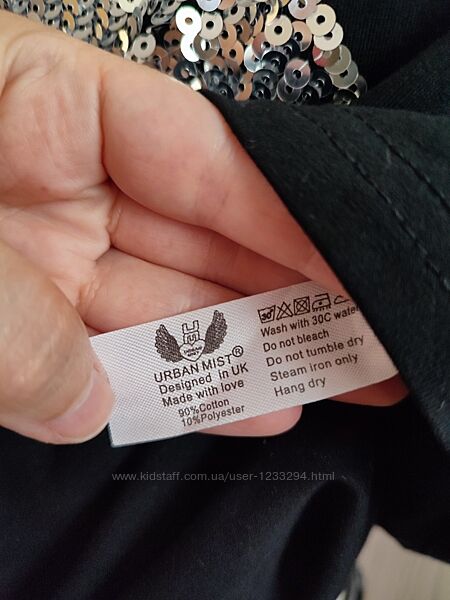 URBAN MIST®
Designed in UK
Made with love
90%Cotton
10%Polyester
Wash with 30C water
Do not bleach
Do not tumble dry
Steam iron only
Hang dry
www.kidstaff.com.ua/user-1233294.html